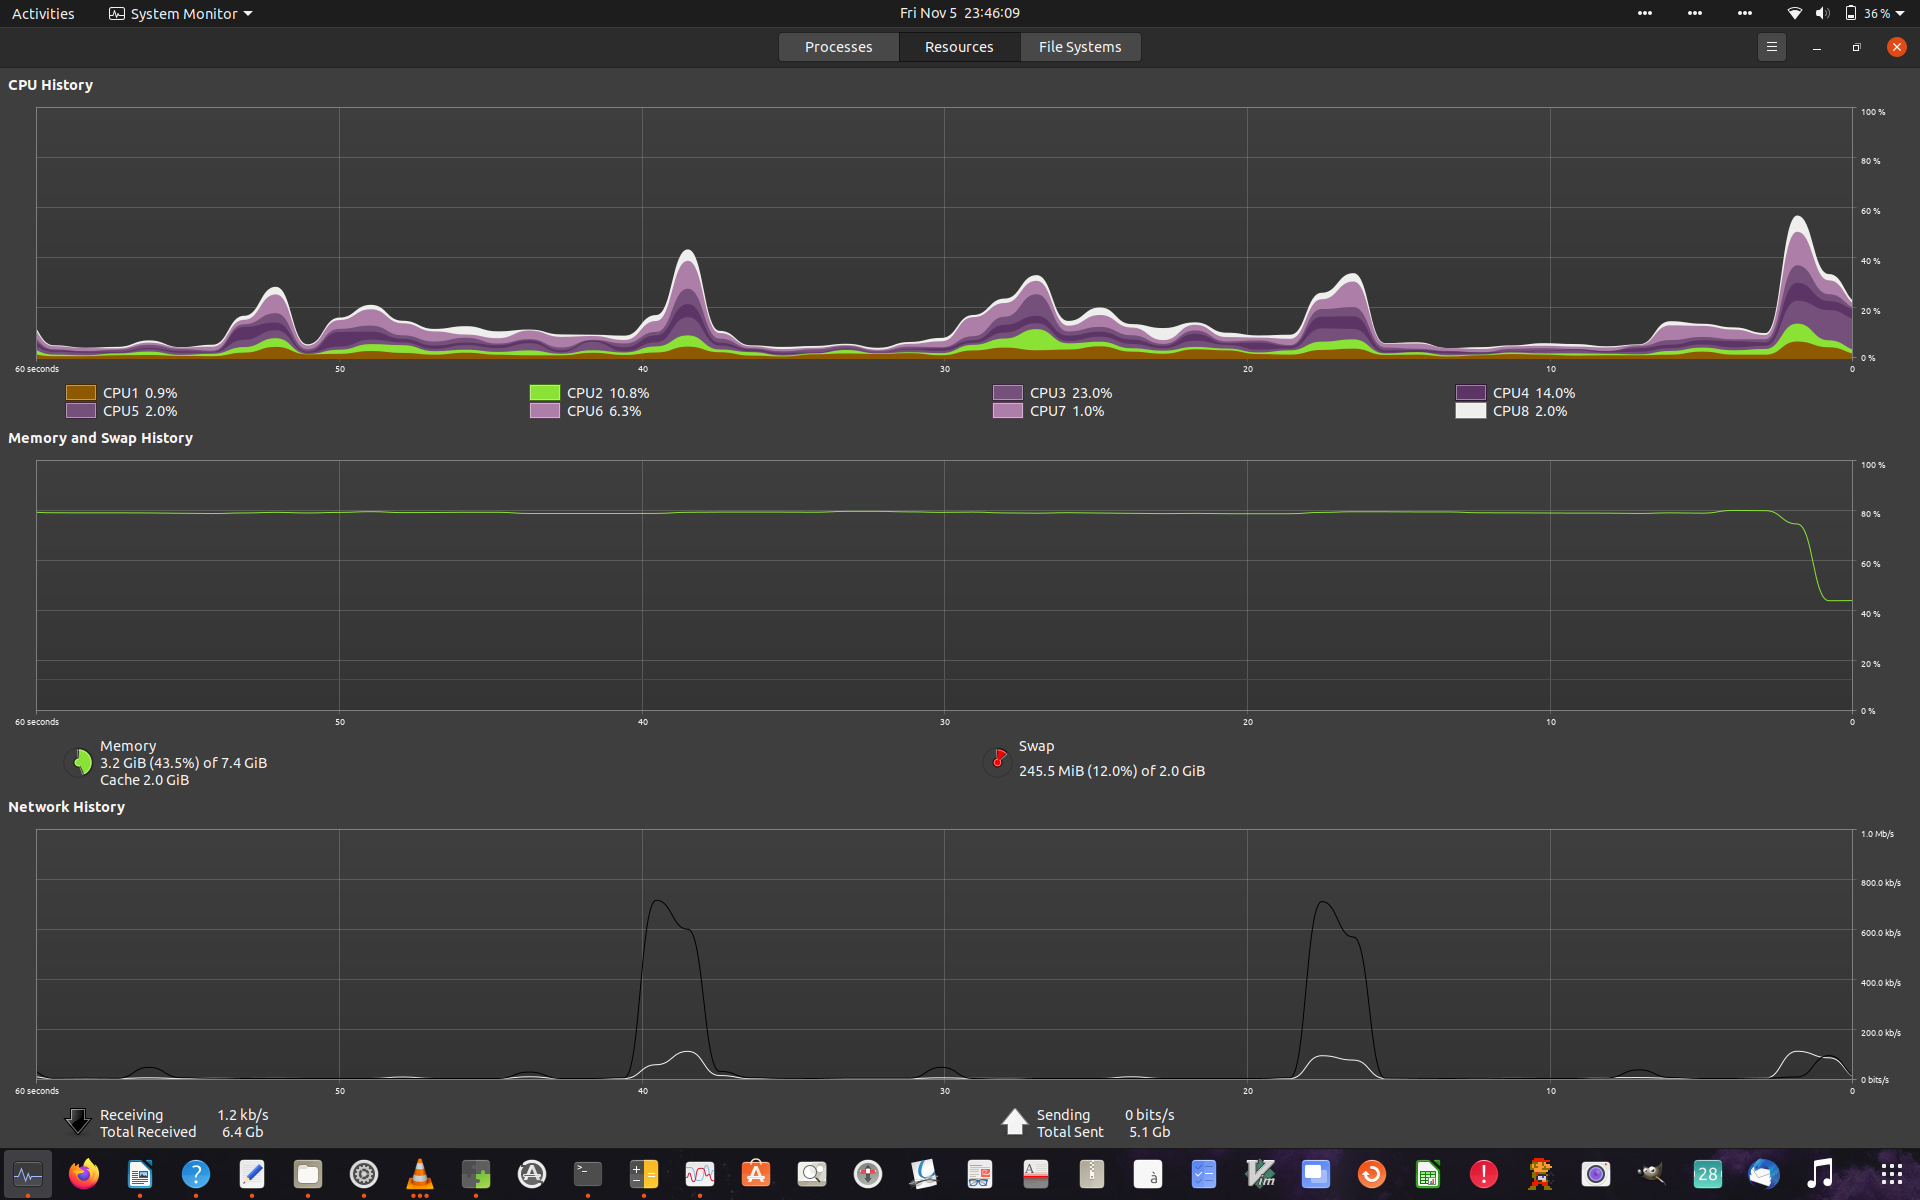 Activities System Monitor Fri Nov 5 23:46:09 36 %
Processes Resources File Systems
CPU History
100 %
80 %
60 %
40 %
20 %
0 %
60 seconds 50 40 30 20 10 0
CPU1 0.9% CPU2 10.8% CPU3 23.0% CPU4 14.0%
CPU5 2.0% CPU6 6.3% CPU7 1.0% CPU8 2.0%
Memory and Swap History
100 %
80 %
60 %
40 %
20 %
0 %
60 seconds 50 40 30 20 10 0
Memory
3.2 GiB (43.5%) of 7.4 GiB
Cache 2.0 GiB
Swap
245.5 MiB (12.0%) of 2.0 GiB
Network History
1.0 Mb/s
800.0 kb/s
600.0 kb/s
400.0 kb/s
200.0 kb/s
0 bits/s
60 seconds 50 40 30 20 10 0
Receiving 1.2 kb/s
Total Received 6.4 Gb
Sending 0 bits/s
Total Sent 5.1 Gb
? >_ A à Vim ! 28